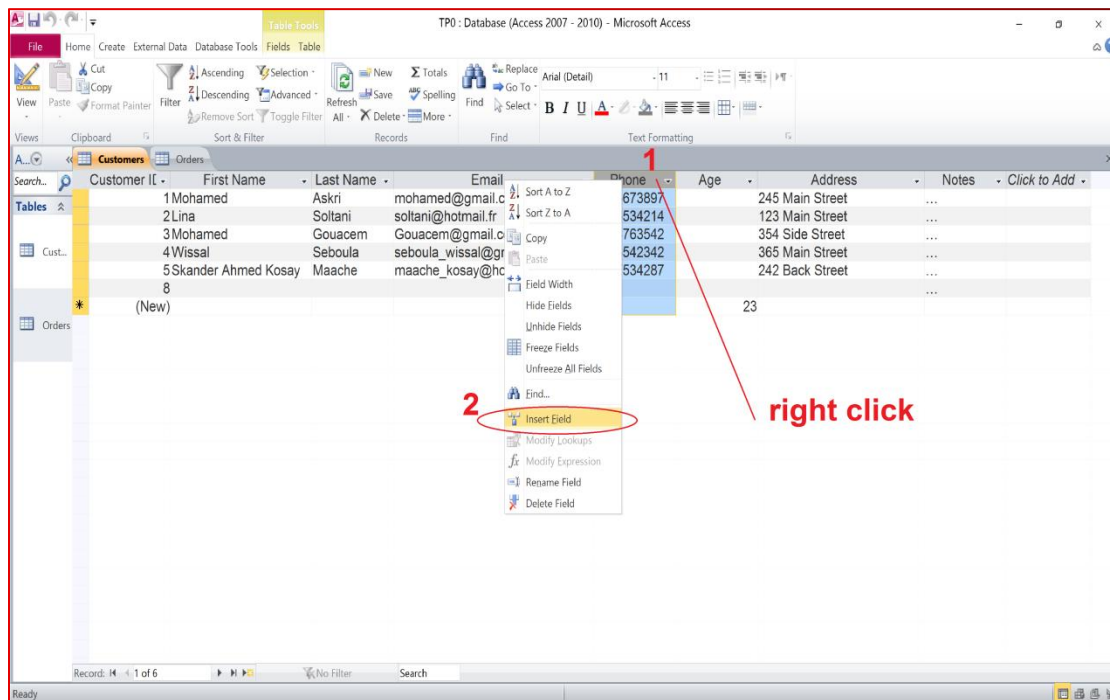 Table Tools
TP0 : Database (Access 2007 - 2010) - Microsoft Access
File Home Create External Data Database Tools Fields Table
View
Paste
Cut
Copy
Format Painter
Filter
Ascending
Descending
Remove Sort
Selection
Advanced
Toggle Filter
Refresh All
New
Save
Delete
Totals
Spelling
More
Find
Replace
Go To
Select
Arial (Detail)
11
B I U A
Views Clipboard Sort & Filter Records Find Text Formatting
1
A... Customers Orders
Search...
Tables
Cust...
Orders
Customer IE First Name Last Name Email Phone Age Address Notes Click to Add
1 Mohamed Askri mohamed@gmail.c 673897 245 Main Street ...
2 Lina Soltani soltani@hotmail.fr 534214 123 Main Street ...
3 Mohamed Gouacem Gouacem@gmail.c 763542 354 Side Street ...
4 Wissal Seboula seboula_wissal@gr 542342 365 Main Street ...
5 Skander Ahmed Kosay Maache maache_kosay@hc 534287 242 Back Street ...
8 ...
* (New) 23
Sort A to Z
Sort Z to A
Copy
Paste
Field Width
Hide Fields
Unhide Fields
Freeze Fields
Unfreeze All Fields
Find...
2
Insert Field
right click
Modify Lookups
fx Modify Expression
Rename Field
Delete Field
Record: 1 of 6 No Filter Search
Ready